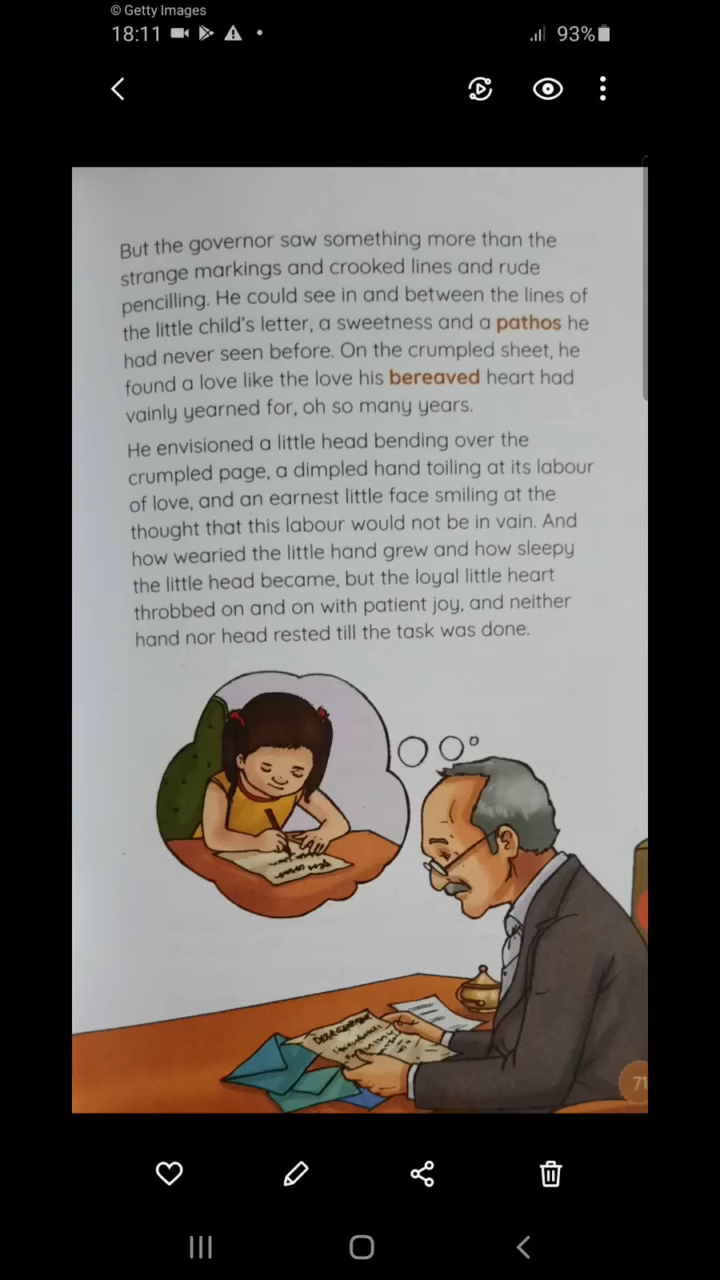 © Getty Images
18:11
93%
But the governor saw something more than the
strange markings and crooked lines and rude
pencilling. He could see in and between the lines of
the little child's letter, a sweetness and a pathos he
had never seen before. On the crumpled sheet, he
found a love like the love his bereaved heart had
vainly yearned for, oh so many years.
He envisioned a little head bending over the
crumpled page, a dimpled hand toiling at its labour
of love, and an earnest little face smiling at the
thought that this labour would not be in vain. And
how wearied the little hand grew and how sleepy
the little head became, but the loyal little heart
throbbed on and on with patient joy, and neither
hand nor head rested till the task was done.
71